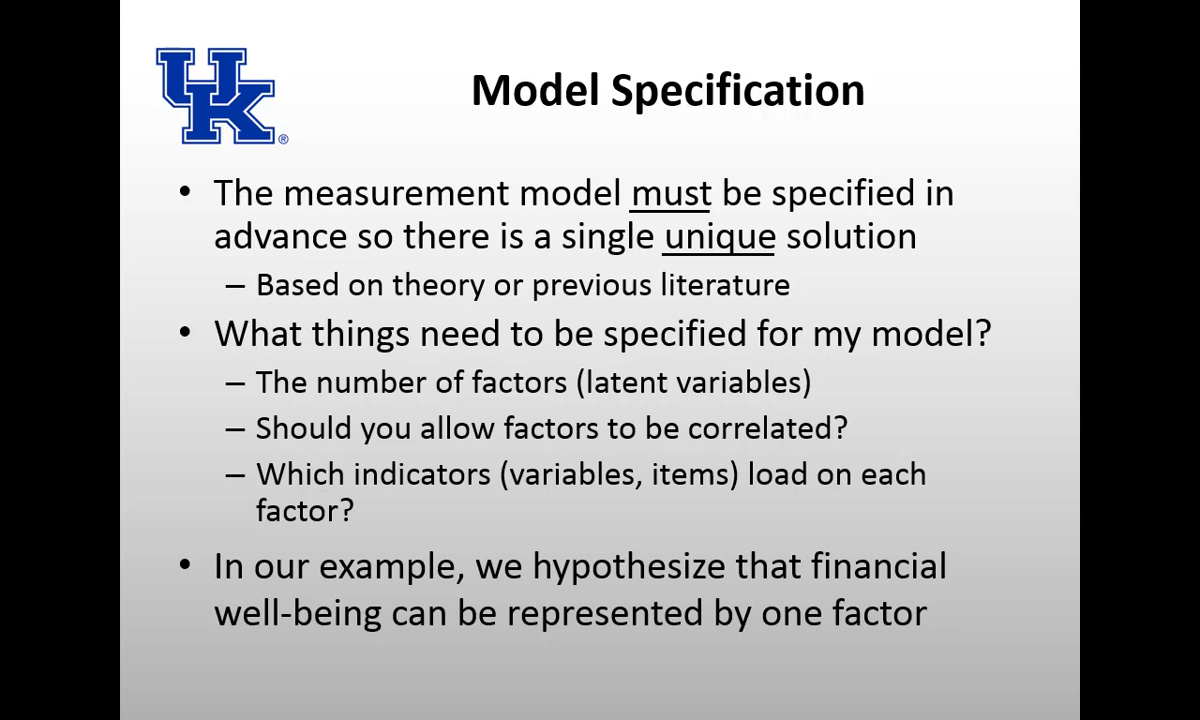 UK®
Model Specification
• The measurement model must be specified in
advance so there is a single unique solution
– Based on theory or previous literature
• What things need to be specified for my model?
– The number of factors (latent variables)
– Should you allow factors to be correlated?
– Which indicators (variables, items) load on each
factor?
• In our example, we hypothesize that financial
well-being can be represented by one factor